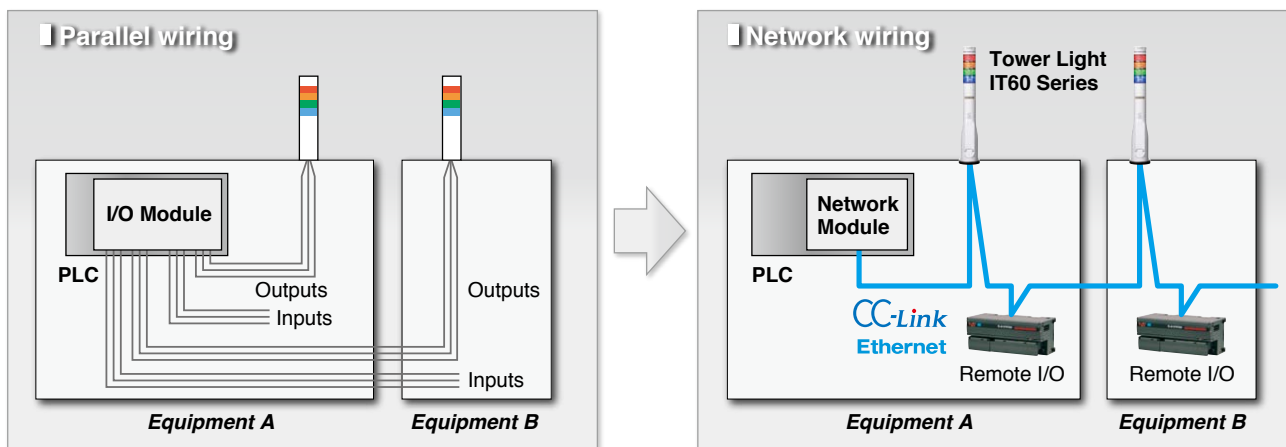 Parallel wiring
I/O Module
PLC
Outputs
Inputs
Outputs
Inputs
Equipment A
Equipment B
Network wiring
Tower Light
IT60 Series
Network
Module
PLC
CC-Link
Ethernet
Remote I/O
Remote I/O
Equipment A
Equipment B